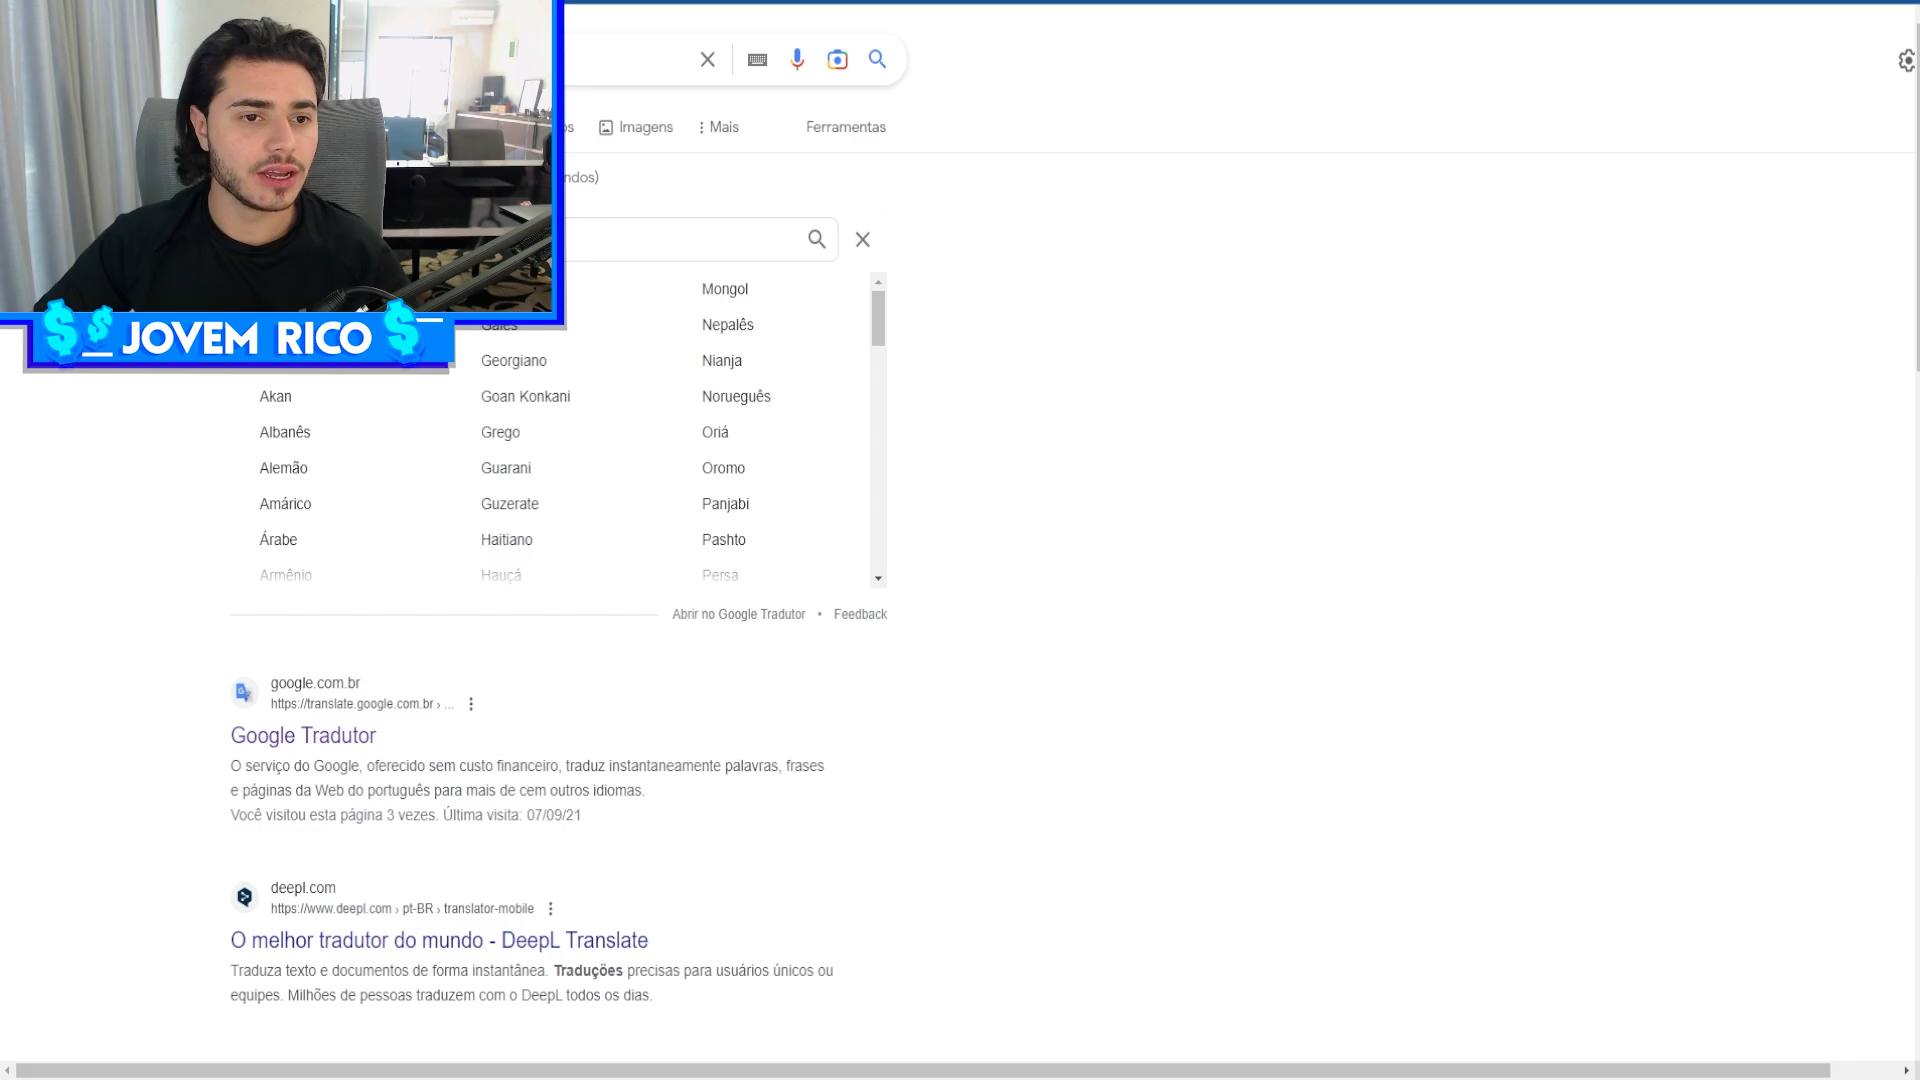 Imagens
Mais
Ferramentas
ndos)
JOVEM RICO
Mongol
Galês
Nepalês
Georgiano
Nianja
Akan
Goan Konkani
Norueguês
Albanês
Grego
Oriá
Alemão
Guarani
Oromo
Amárico
Guzerate
Panjabi
Árabe
Haitiano
Pashto
Armênio
Hauçá
Persa
Abrir no Google Tradutor • Feedback
google.com.br
https://translate.google.com.br › ...
Google Tradutor
O serviço do Google, oferecido sem custo financeiro, traduz instantaneamente palavras, frases
e páginas da Web do português para mais de cem outros idiomas.
Você visitou esta página 3 vezes. Última visita: 07/09/21
deepl.com
https://www.deepl.com › pt-BR › translator-mobile
O melhor tradutor do mundo - DeepL Translate
Traduza texto e documentos de forma instantânea. Traduções precisas para usuários únicos ou
equipes. Milhões de pessoas traduzem com o DeepL todos os dias.